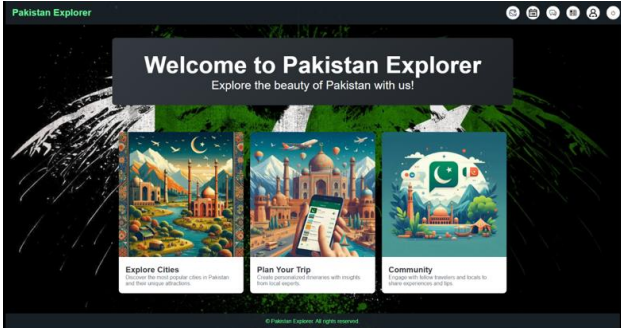 Pakistan Explorer
Welcome to Pakistan Explorer
Explore the beauty of Pakistan with us!
Explore Cities
Discover the most popular cities in Pakistan
and their unique attractions.
Plan Your Trip
Create personalized itineraries with insights
from local experts.
Community
Engage with fellow travelers and locals to
share experiences and tips.
© Pakistan Explorer. All rights reserved.